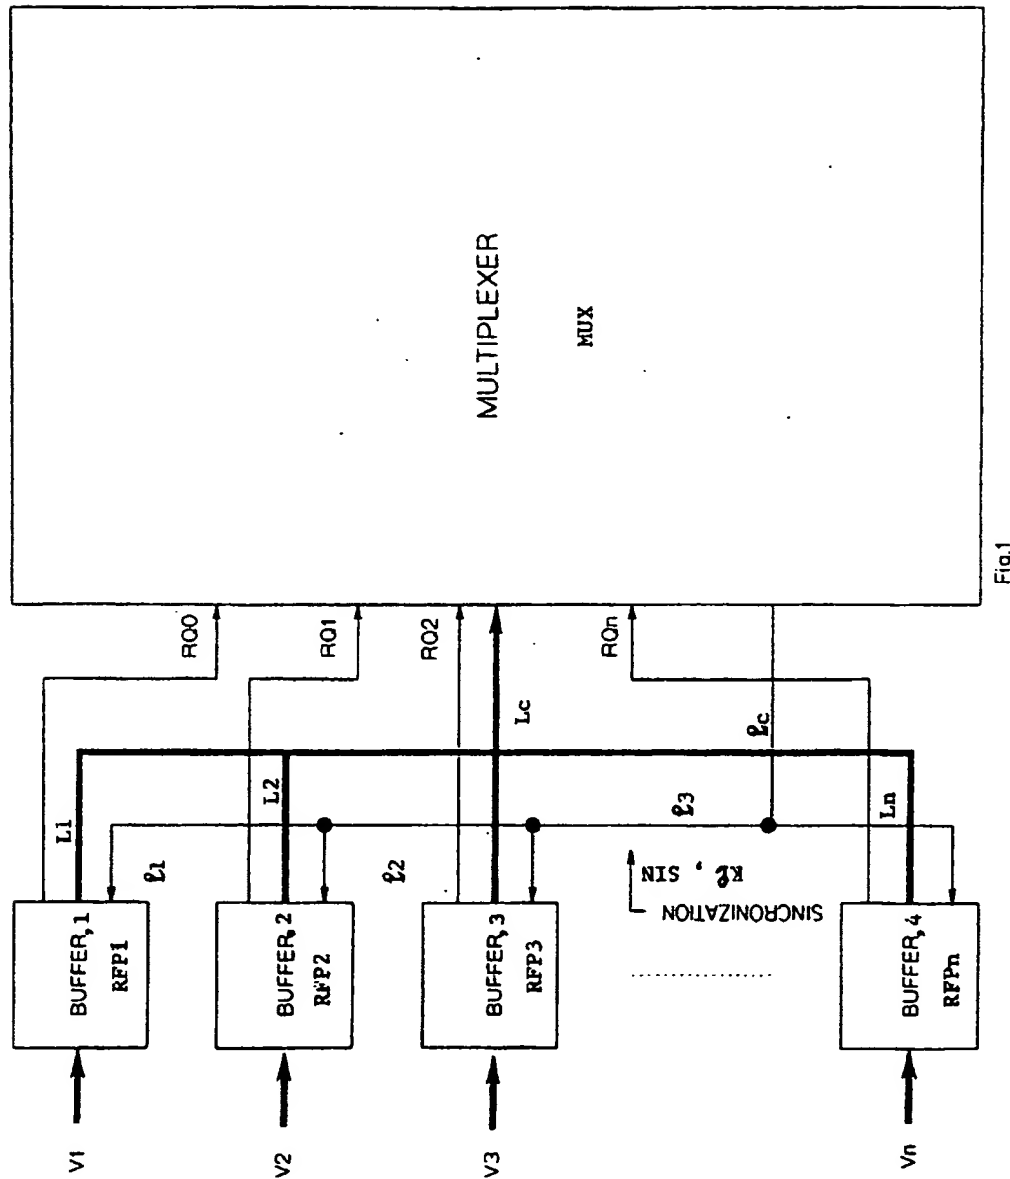 MULTIPLEXER
MUX
RQ0
RQ1
RQ2
RQn
Lc
ℓc
L1
L2
Ln
ℓ1
ℓ2
ℓ3
SINCRONIZATION
Kℓ, SIN
BUFFER,1
RFP1
BUFFER,2
RFP2
BUFFER,3
RFP3
BUFFER,4
RFPn
V1
V2
V3
Vn
Fig.1